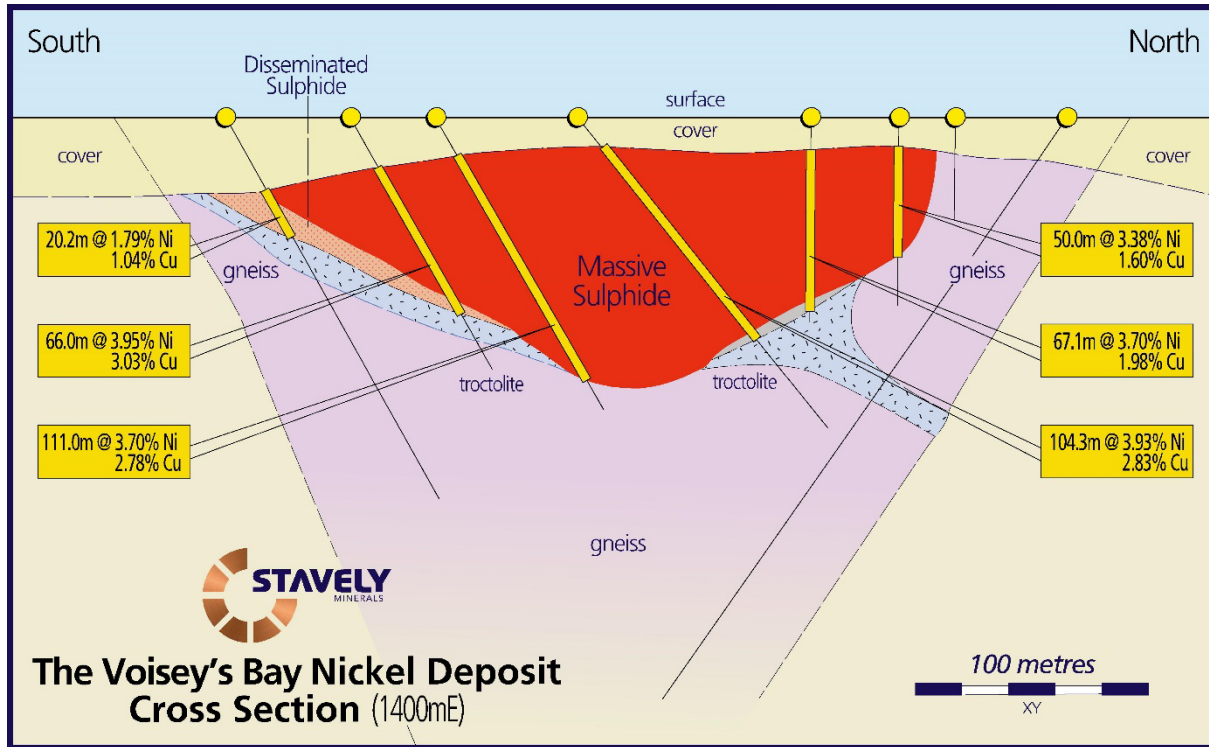 South
North
Disseminated
Sulphide
surface
cover
cover
cover
20.2m @ 1.79% Ni
1.04% Cu
50.0m @ 3.38% Ni
1.60% Cu
gneiss
gneiss
Massive
Sulphide
66.0m @ 3.95% Ni
3.03% Cu
67.1m @ 3.70% Ni
1.98% Cu
troctolite
troctolite
111.0m @ 3.70% Ni
2.78% Cu
104.3m @ 3.93% Ni
2.83% Cu
gneiss
STAVELY
MINERALS
The Voisey's Bay Nickel Deposit
Cross Section (1400mE)
100 metres
XY